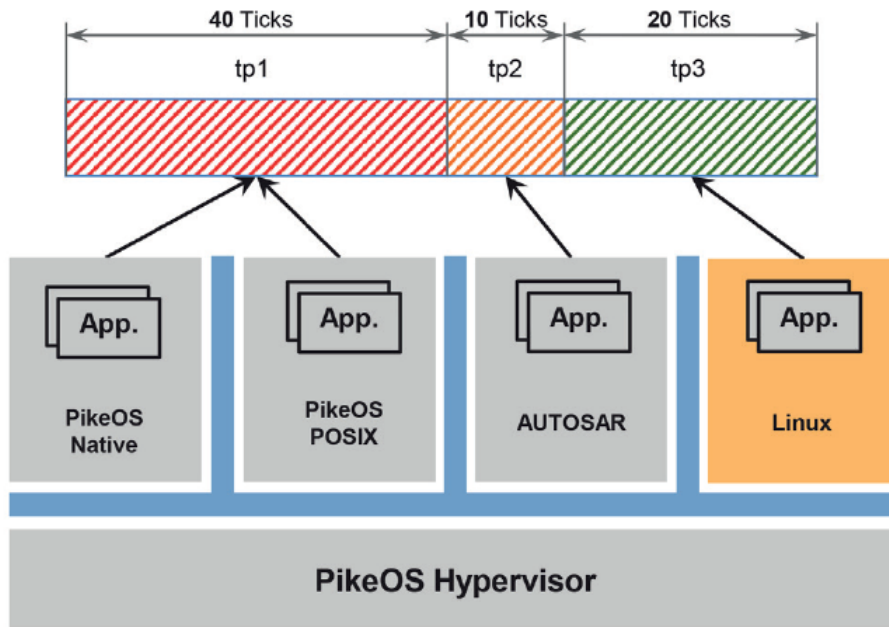 40 Ticks
10 Ticks
20 Ticks
tp1
tp2
tp3
App.
App.
App.
App.
PikeOS
Native
PikeOS
POSIX
AUTOSAR
Linux
PikeOS Hypervisor